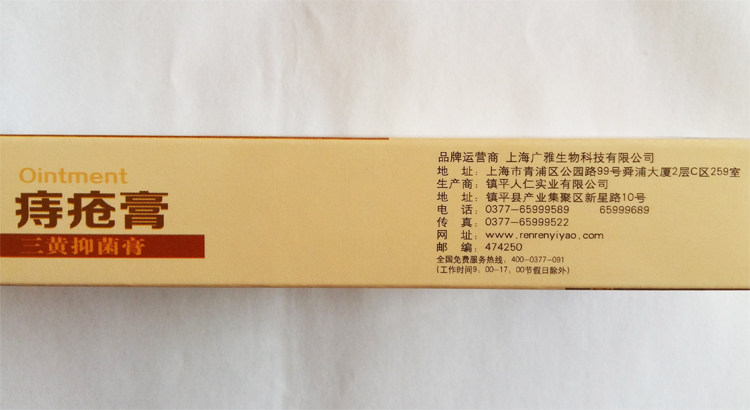 Ointment
痔疮膏
三黄抑菌膏
品牌运营商 上海广雅生物科技有限公司
地 址：上海市青浦区公园路99号舜浦大厦2层C区259室
生产商：镇平人仁实业有限公司
地 址：镇平县产业集聚区新星路10号
电 话：0377-65999589 65999689
传 真：0377-65999522
网 址：www.renrenyiyao.com
邮 编：474250
全国免费服务热线：400-0377-091
(工作时间9：00-17：00节假日除外)